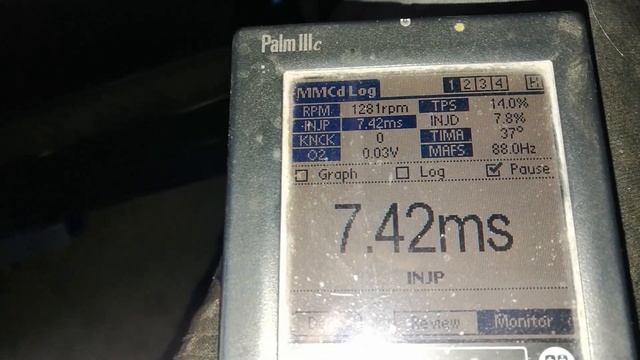 Palm IIIc
MMCd Log 1 2 3 4
RPM 1281rpm TPS 14.0%
INJP 7.42ms INJD 7.8%
KNCK 0 TIMA 37°
O2 0.03V MAFS 88.0Hz
Graph Log Pause
7.42ms
INJP
Review Monitor